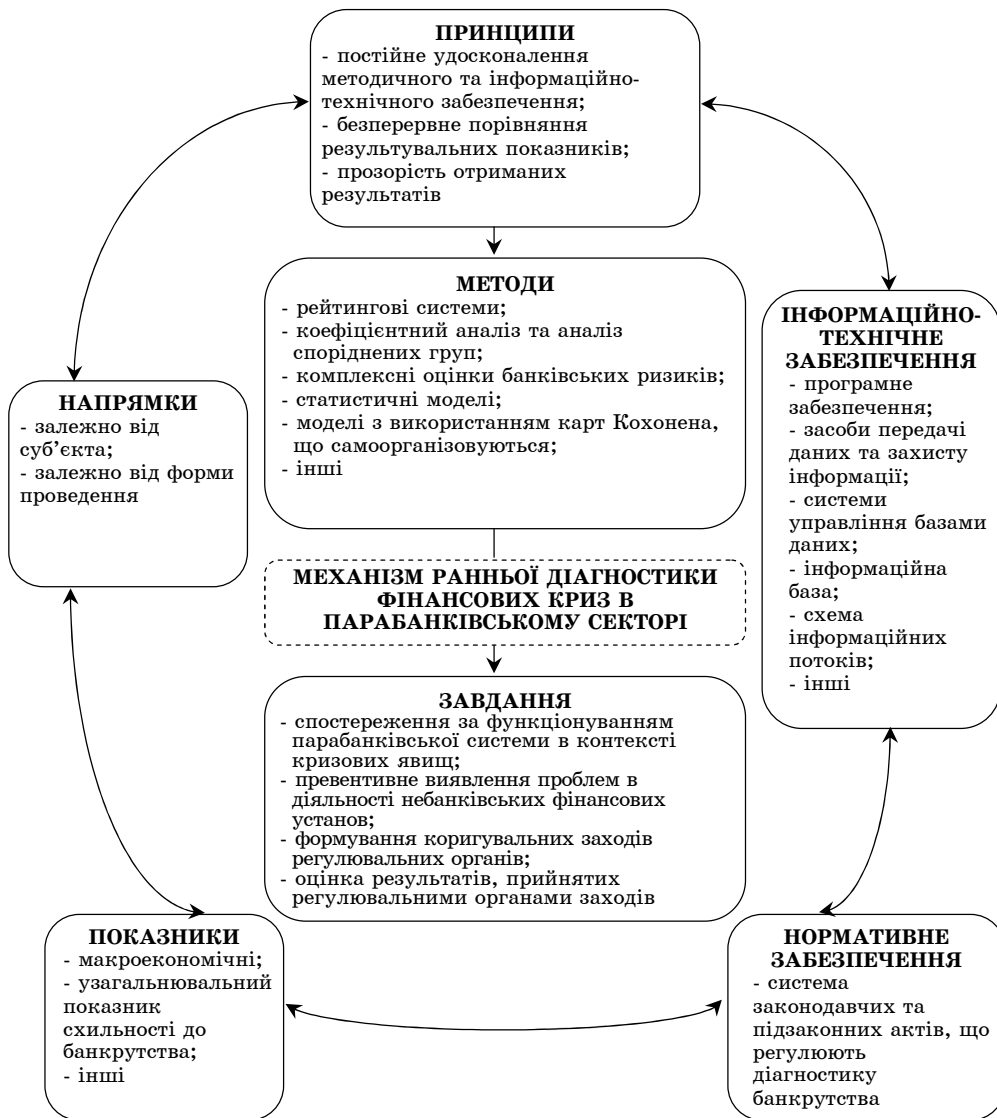 ПРИНЦИПИ
- постійне удосконалення
методичного та інформаційно-
технічного забезпечення;
- безперервне порівняння
результувальних показників;
- прозорість отриманих
результатів
МЕТОДИ
- рейтингові системи;
- коефіцієнтний аналіз та аналіз
споріднених груп;
- комплексні оцінки банківських ризиків;
- статистичні моделі;
- моделі з використанням карт Кохонена,
що самоорганізовуються;
- інші
НАПРЯМКИ
- залежно від
суб’єкта;
- залежно від форми
проведення
ІНФОРМАЦІЙНО-
ТЕХНІЧНЕ
ЗАБЕЗПЕЧЕННЯ
- програмне
забезпечення;
- засоби передачі
даних та захисту
інформації;
- системи
управління базами
даних;
- інформаційна
база;
- схема
інформаційних
потоків;
- інші
МЕХАНІЗМ РАННЬОЇ ДІАГНОСТИКИ
ФІНАНСОВИХ КРИЗ В
ПАРАБАНКІВСЬКОМУ СЕКТОРІ
ЗАВДАННЯ
- спостереження за функціонуванням
парабанківської системи в контексті
кризових явищ;
- превентивне виявлення проблем в
діяльності небанківських фінансових
установ;
- формування коригувальних заходів
регулювальних органів;
- оцінка результатів, прийнятих
регулювальними органами заходів
ПОКАЗНИКИ
- макроекономічні;
- узагальнювальний
показник
схильності до
банкрутства;
- інші
НОРМАТИВНЕ
ЗАБЕЗПЕЧЕННЯ
- система
законодавчих та
підзаконних актів, що
регулюють
діагностику
банкрутства